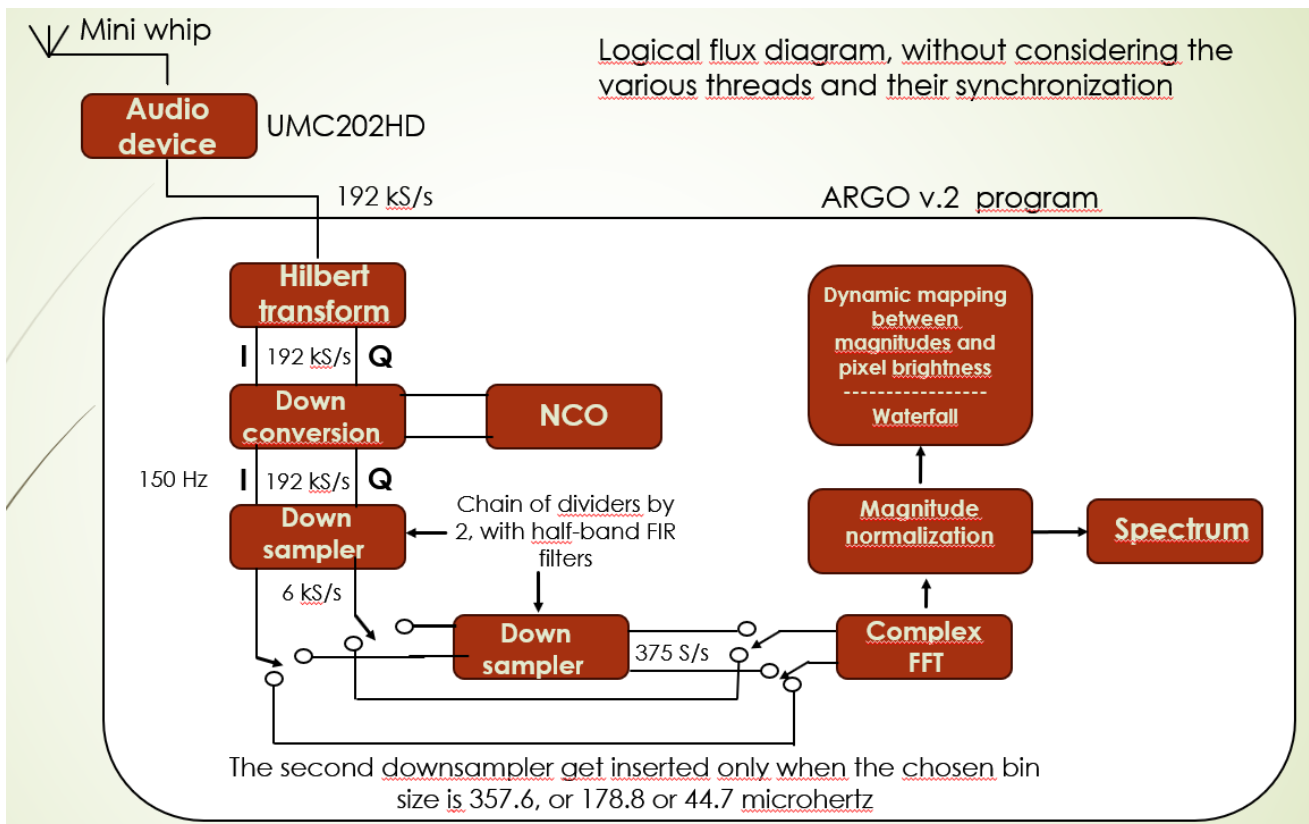 Mini whip
Logical flux diagram, without considering the
various threads and their synchronization
Audio
device
UMC202HD
192 kS/s
ARGO v.2 program
Hilbert
transform
I 192 kS/s Q
Down
conversion
NCO
150 Hz I 192 kS/s Q
Down
sampler
Chain of dividers by
2, with half-band FIR
filters
6 kS/s
Down
sampler
375 S/s
Complex
FFT
Magnitude
normalization
Spectrum
Dynamic mapping
between
magnitudes and
pixel brightness
------------------
Waterfall
The second downsampler get inserted only when the chosen bin
size is 357.6, or 178.8 or 44.7 microhertz